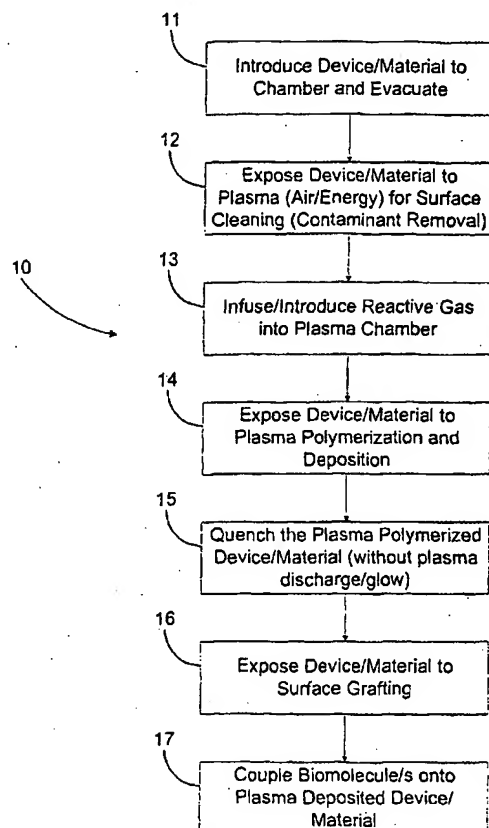 11
Introduce Device/Material to
Chamber and Evacuate
12
Expose Device/Material to
Plasma (Air/Energy) for Surface
Cleaning (Contaminant Removal)
10
13
Infuse/Introduce Reactive Gas
into Plasma Chamber
14
Expose Device/Material to
Plasma Polymerization and
Deposition
15
Quench the Plasma Polymerized
Device/Material (without plasma
discharge/glow)
16
Expose Device/Material to
Surface Grafting
17
Couple Biomolecule/s onto
Plasma Deposited Device/
Material